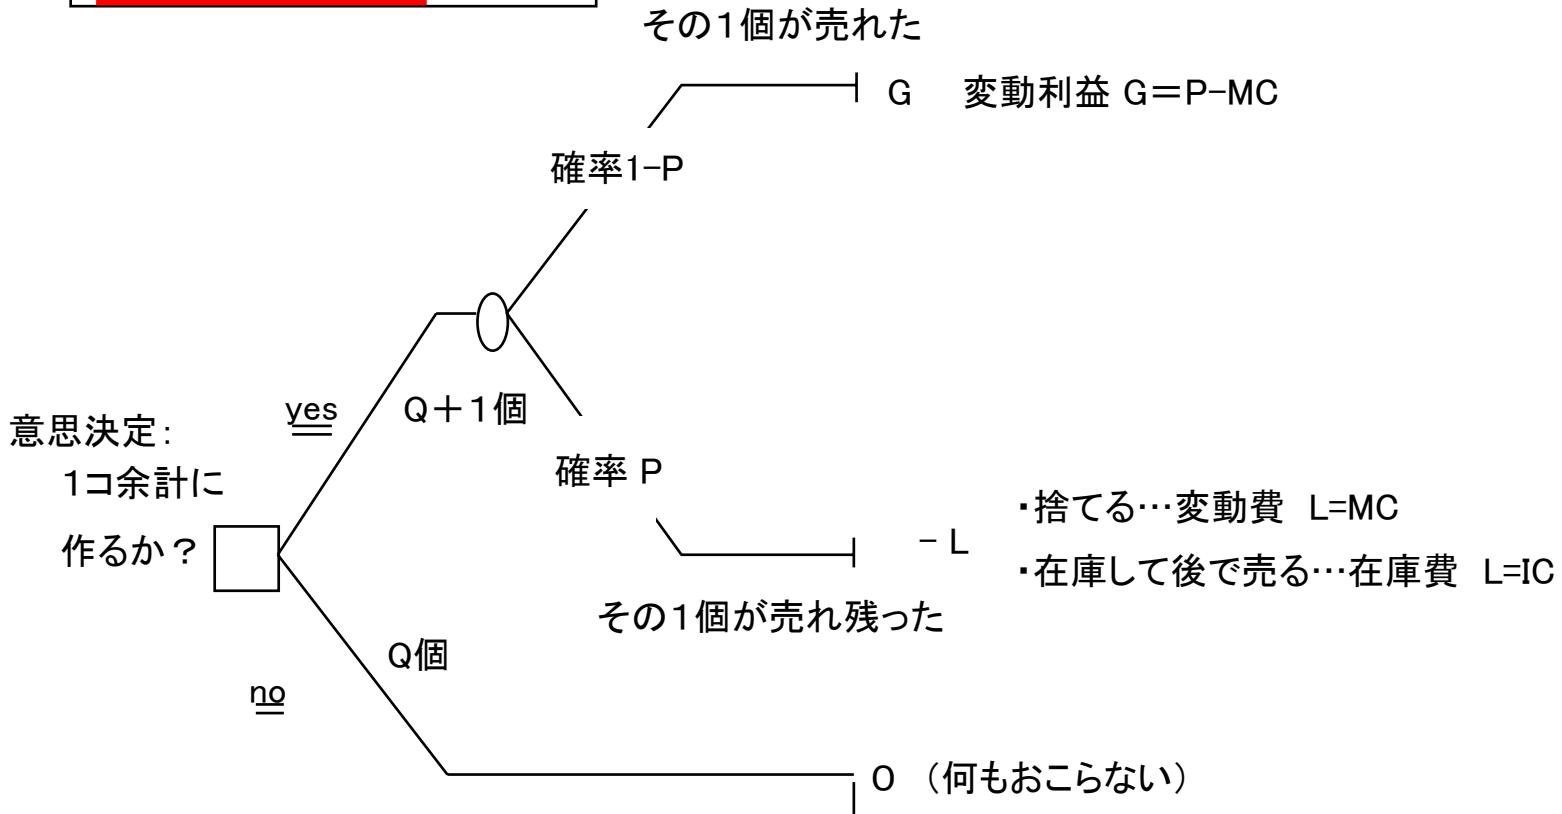 その１個が売れた
G 変動利益 G＝P-MC
確率1-P
yes
Q＋１個
意思決定：
1コ余計に
作るか？
確率 P
－L
・捨てる…変動費 L=MC
・在庫して後で売る…在庫費 L=IC
その１個が売れ残った
Q個
no
0 （何もおこらない）